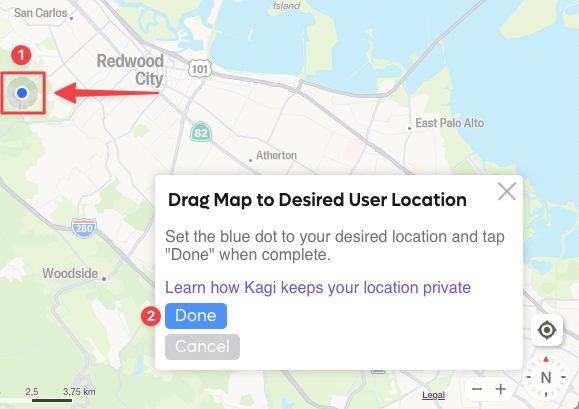 San Carlos
Island
1
Redwood
City
101
82
East Palo Alto
Atherton
280
Woodside
Drag Map to Desired User Location
Set the blue dot to your desired location and tap
"Done" when complete.
Learn how Kagi keeps your location private
2
Done
Cancel
N
2,5
3,75 km
Legal
− +